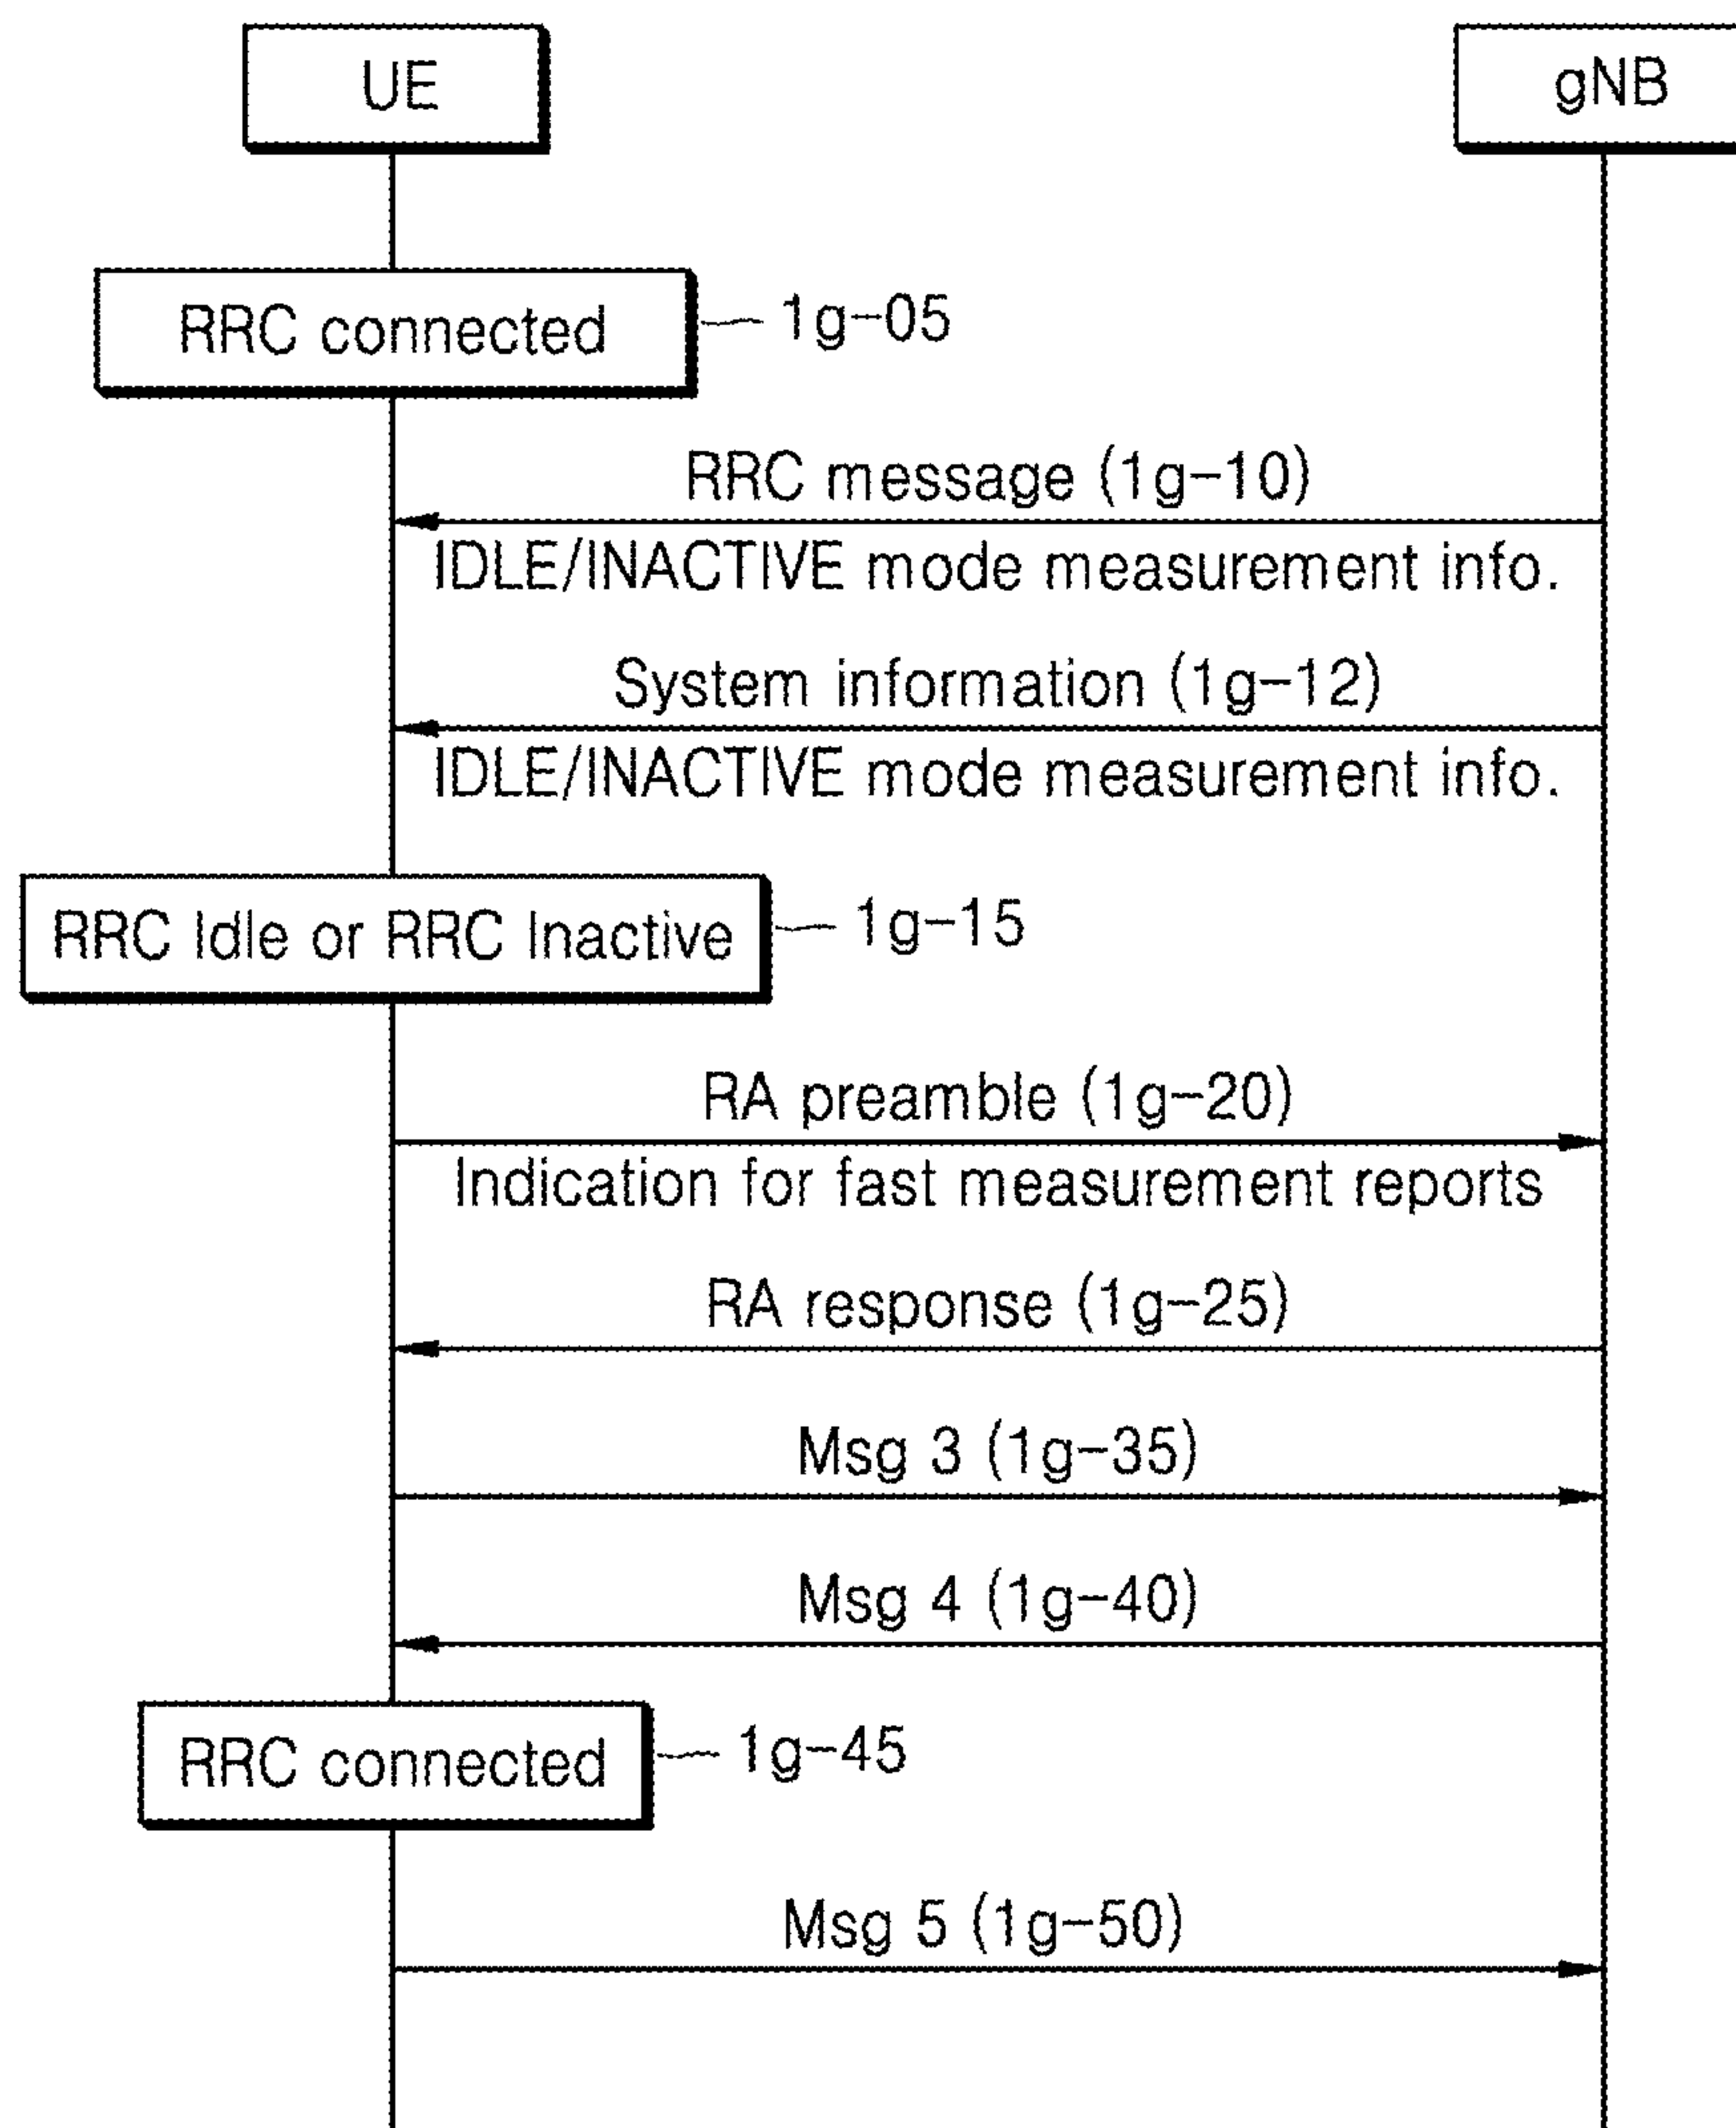 UE
gNB
RRC connected
1g-05
RRC message (1g-10)
IDLE/INACTIVE mode measurement info.
System information (1g-12)
IDLE/INACTIVE mode measurement info.
RRC Idle or RRC Inactive
1g-15
RA preamble (1g-20)
Indication for fast measurement reports
RA response (1g-25)
Msg 3 (1g-35)
Msg 4 (1g-40)
RRC connected
1g-45
Msg 5 (1g-50)